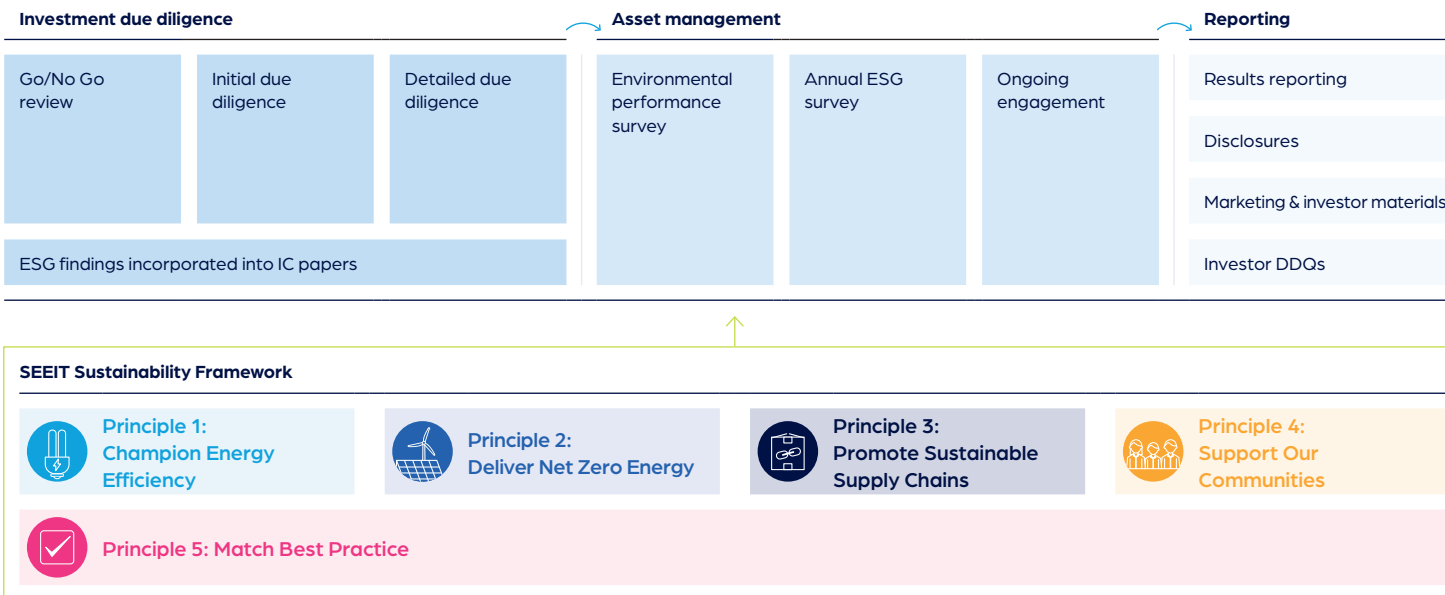 Investment due diligence
Asset management
Reporting
Go/No Go
review
Initial due
diligence
Detailed due
diligence
ESG findings incorporated into IC papers
Environmental
performance
survey
Annual ESG
survey
Ongoing
engagement
Results reporting
Disclosures
Marketing & investor materials
Investor DDQs
SEEIT Sustainability Framework
Principle 1:
Champion Energy
Efficiency
Principle 2:
Deliver Net Zero Energy
Principle 3:
Promote Sustainable
Supply Chains
Principle 4:
Support Our
Communities
Principle 5: Match Best Practice